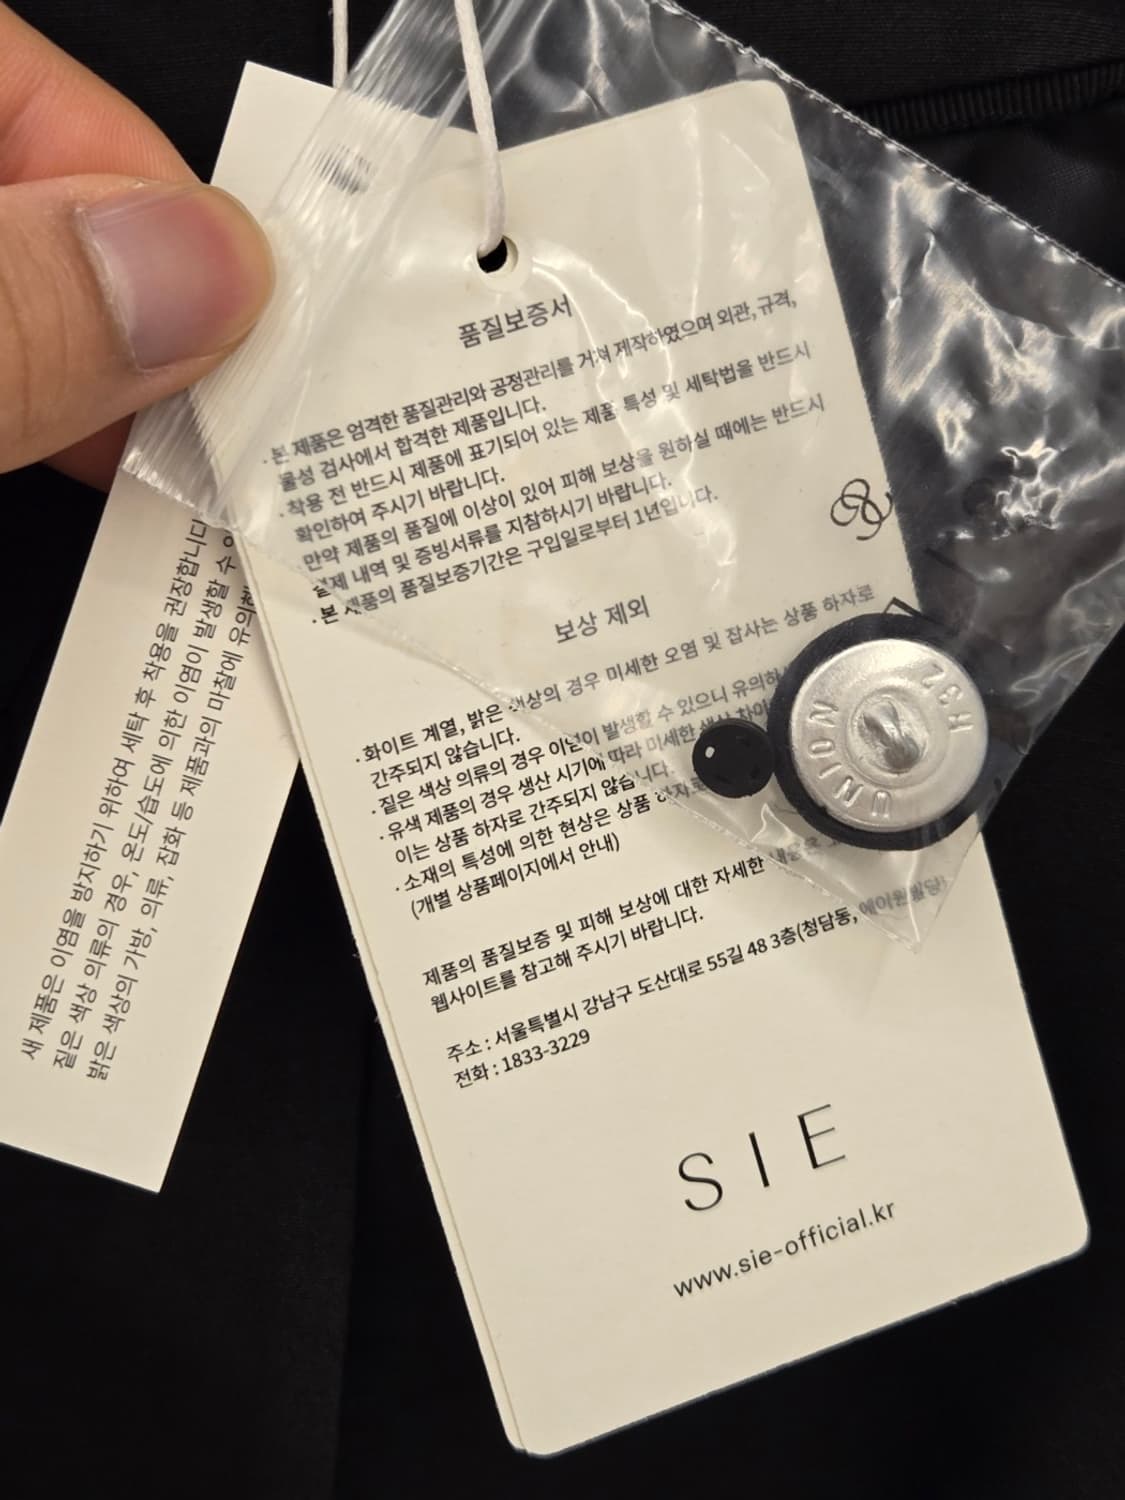 품질보증서
· 본 제품은 엄격한 품질관리와 공정관리를 거쳐 제작하였으며 외관, 규격,
물성 검사에서 합격한 제품입니다.
· 착용 전 반드시 제품에 표기되어 있는 제품 특성 및 세탁법을 반드시
확인하여 주시기 바랍니다.
만약 제품의 품질에 이상이 있어 피해 보상을 원하실 때에는 반드시
결제 내역 및 증빙서류를 지참하시기 바랍니다.
· 본 제품의 품질보증기간은 구입일로부터 1년입니다.
보상 제외
· 화이트 계열, 밝은 색상의 경우 미세한 오염 및 잡사는 상품 하자로
간주되지 않습니다.
· 짙은 색상 의류의 경우 이염이 발생할 수 있으니
· 유색 제품의 경우 생산 시기에 따라 미세한 색상
이는 상품 하자로 간주되지 않습니다.
· 소재의 특성에 의한 현상은 상품 하자로
(개별 상품페이지에서 안내)
제품의 품질보증 및 피해 보상에 대한 자세한 내용은
웹사이트를 참고해 주시기 바랍니다.
주소 : 서울특별시 강남구 도산대로 55길 48 3층(청담동, 에이원빌딩)
전화 : 1833-3229
SIE
www.sie-official.kr
새 제품은 이염을 방지하기 위하여 세탁 후 착용을 권장합니다
짙은 색상 의류의 경우, 온도/습도에 의한 이염이 발생할 수
밝은 색상의 가방, 의류, 잡화 등 제품과의 마찰에
UNION
H32